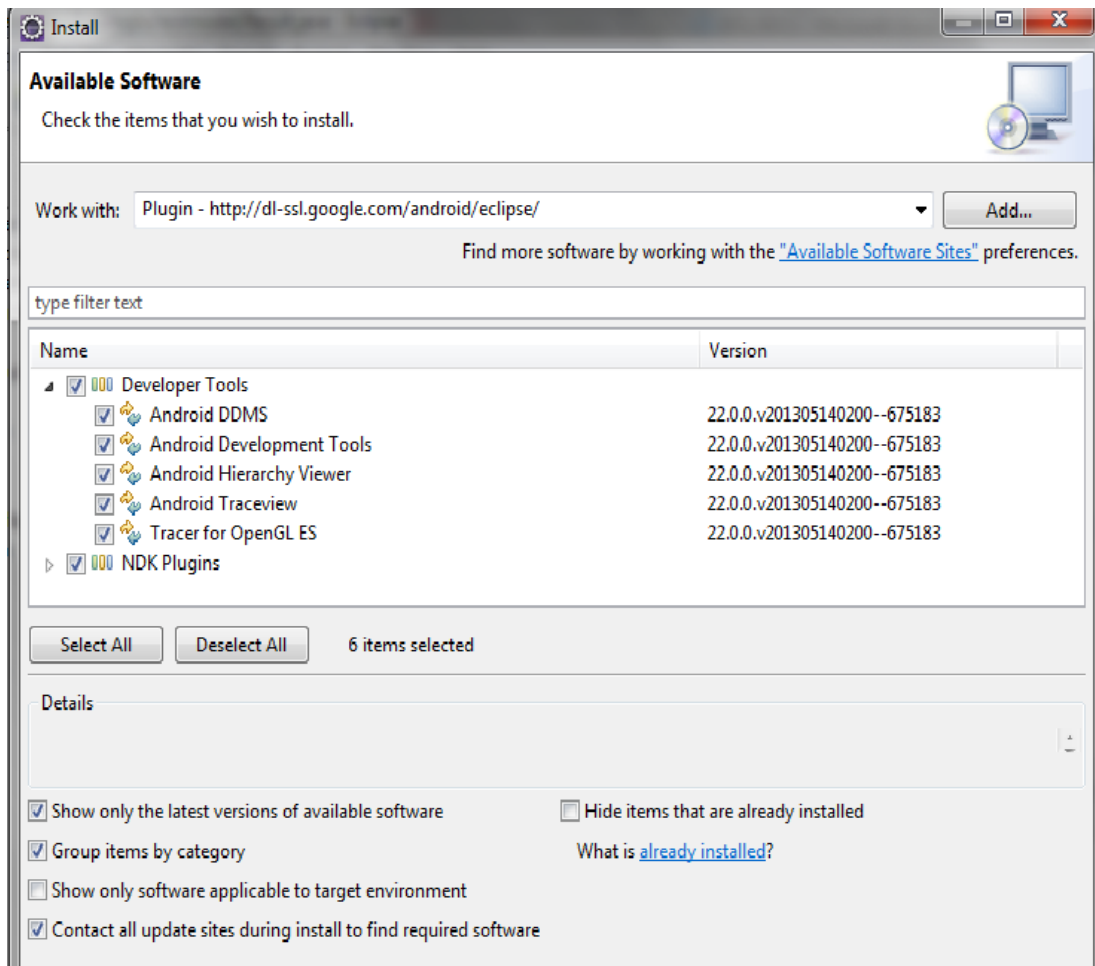 Install
Available Software
Check the items that you wish to install.
Work with: Plugin - http://dl-ssl.google.com/android/eclipse/ Add...
Find more software by working with the "Available Software Sites" preferences.
type filter text
Name Version
Developer Tools
Android DDMS 22.0.0.v201305140200--675183
Android Development Tools 22.0.0.v201305140200--675183
Android Hierarchy Viewer 22.0.0.v201305140200--675183
Android Traceview 22.0.0.v201305140200--675183
Tracer for OpenGL ES 22.0.0.v201305140200--675183
NDK Plugins
Select All Deselect All 6 items selected
Details
Show only the latest versions of available software Hide items that are already installed
Group items by category What is already installed?
Show only software applicable to target environment
Contact all update sites during install to find required software